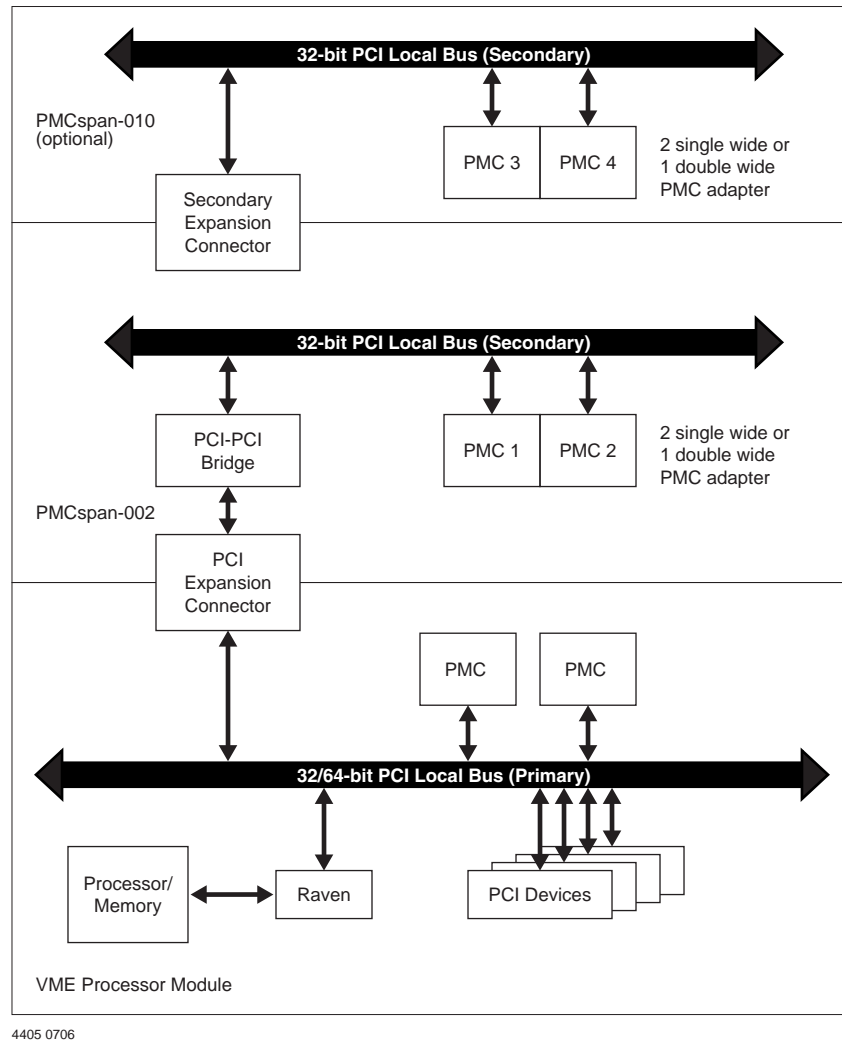 32-bit PCI Local Bus (Secondary)
PMCspan-010
(optional)
PMC 3
PMC 4
2 single wide or
1 double wide
PMC adapter
Secondary
Expansion
Connector
32-bit PCI Local Bus (Secondary)
PCI-PCI
Bridge
PMC 1
PMC 2
2 single wide or
1 double wide
PMC adapter
PMCspan-002
PCI
Expansion
Connector
PMC
PMC
32/64-bit PCI Local Bus (Primary)
Processor/
Memory
Raven
PCI Devices
VME Processor Module
4405 0706